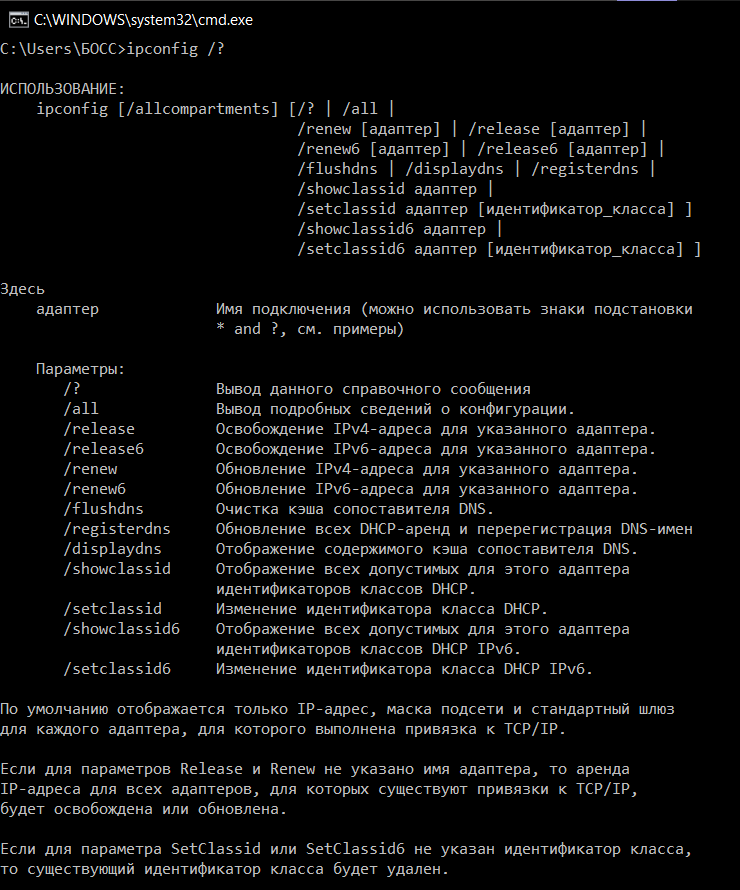 C:\WINDOWS\system32\cmd.exe
C:\Users\БОСС>ipconfig /?
ИСПОЛЬЗОВАНИЕ:
ipconfig [/allcompartments] [/? | /all |
/renew [адаптер] | /release [адаптер] |
/renew6 [адаптер] | /release6 [адаптер] |
/flushdns | /displaydns | /registerdns |
/showclassid адаптер |
/setclassid адаптер [идентификатор_класса] ]
/showclassid6 адаптер |
/setclassid6 адаптер [идентификатор_класса] ]
Здесь
адаптер Имя подключения (можно использовать знаки подстановки
* and ?, см. примеры)
Параметры:
/? Вывод данного справочного сообщения
/all Вывод подробных сведений о конфигурации.
/release Освобождение IPv4-адреса для указанного адаптера.
/release6 Освобождение IPv6-адреса для указанного адаптера.
/renew Обновление IPv4-адреса для указанного адаптера.
/renew6 Обновление IPv6-адреса для указанного адаптера.
/flushdns Очистка кэша сопоставителя DNS.
/registerdns Обновление всех DHCP-аренд и перерегистрация DNS-имен
/displaydns Отображение содержимого кэша сопоставителя DNS.
/showclassid Отображение всех допустимых для этого адаптера
идентификаторов классов DHCP.
/setclassid Изменение идентификатора класса DHCP.
/showclassid6 Отображение всех допустимых для этого адаптера
идентификаторов классов DHCP IPv6.
/setclassid6 Изменение идентификатора класса DHCP IPv6.
По умолчанию отображается только IP-адрес, маска подсети и стандартный шлюз
для каждого адаптера, для которого выполнена привязка к TCP/IP.
Если для параметров Release и Renew не указано имя адаптера, то аренда
IP-адреса для всех адаптеров, для которых существуют привязки к TCP/IP,
будет освобождена или обновлена.
Если для параметра SetClassid или SetClassid6 не указан идентификатор класса,
то существующий идентификатор класса будет удален.